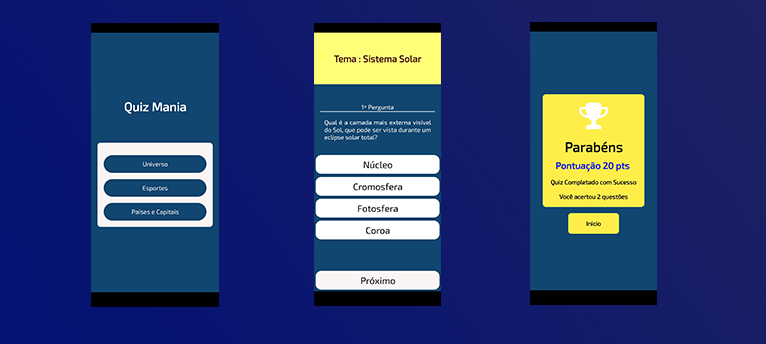 Quiz Mania
Universo
Esportes
Países e Capitais
Tema : Sistema Solar
1ª Pergunta
Qual é a camada mais externa visível
do Sol, que pode ser vista durante um
eclipse solar total?
Núcleo
Cromosfera
Fotosfera
Coroa
Próximo
Parabéns
Pontuação 20 pts
Quiz Completado com Sucesso
Você acertou 2 questões
Início